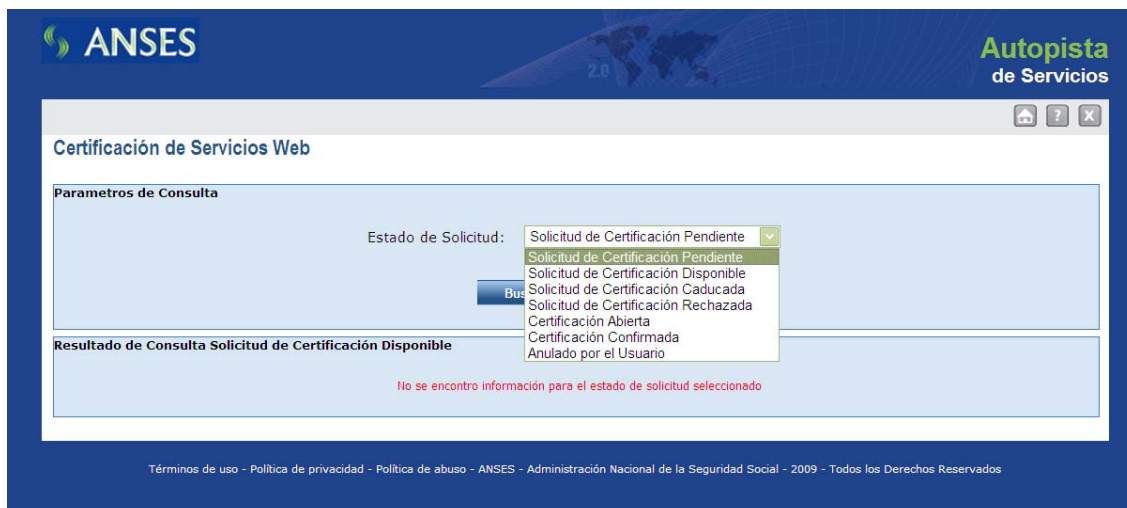 ANSES
2.0
Autopista
de Servicios
Certificación de Servicios Web
Parametros de Consulta
Estado de Solicitud: Solicitud de Certificación Pendiente
Solicitud de Certificación Pendiente
Solicitud de Certificación Disponible
Solicitud de Certificación Caducada
Solicitud de Certificación Rechazada
Certificación Abierta
Certificación Confirmada
Anulado por el Usuario
Resultado de Consulta Solicitud de Certificación Disponible
No se encontro información para el estado de solicitud seleccionado
Términos de uso - Política de privacidad - Política de abuso - ANSES - Administración Nacional de la Seguridad Social - 2009 - Todos los Derechos Reservados